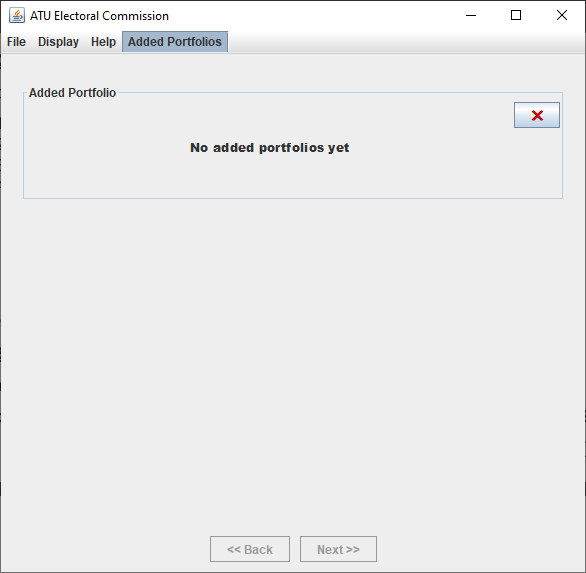 ATU Electoral Commission
File Display Help Added Portfolios
Added Portfolio
No added portfolios yet
<< Back Next >>